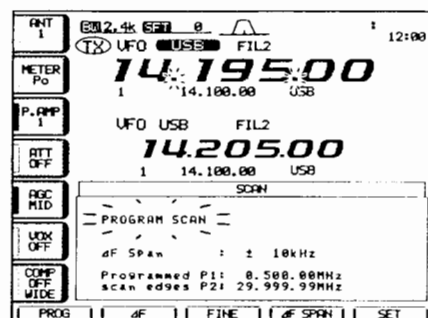 ANT
1
BW 2.4k SFT 0
12:00
TX VFO USB FIL2
METER
Po
14.195.00
1 14.100.00 USB
P.AMP
1
VFO USB FIL2
ATT
OFF
14.205.00
1 14.100.00 USB
AGC
MID
SCAN
PROGRAM SCAN
VOX
OFF
ΔF Span : ± 10kHz
COMP
OFF
WIDE
Programmed P1: 0.500.00MHz
scan edges P2: 29.999.99MHz
PROG ΔF FINE ΔF SPAN SET